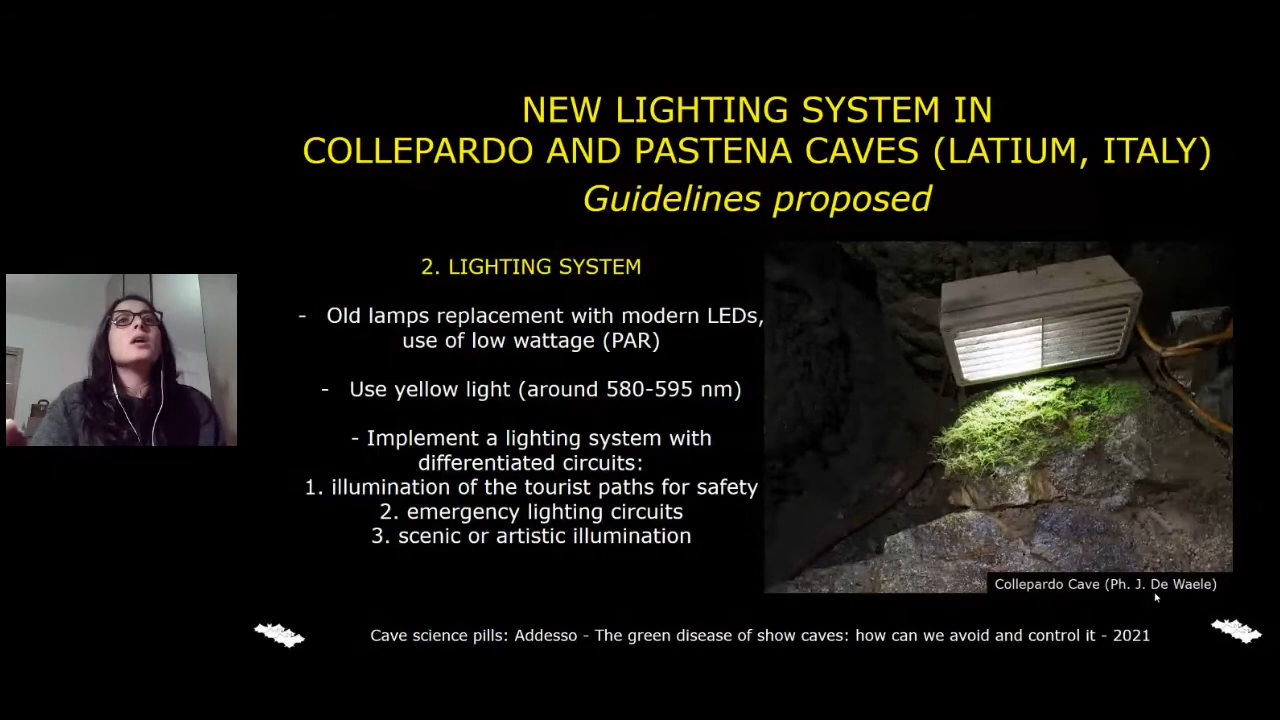 NEW LIGHTING SYSTEM IN
COLLEPARDO AND PASTENA CAVES (LATIUM, ITALY)
Guidelines proposed
2. LIGHTING SYSTEM
- Old lamps replacement with modern LEDs,
use of low wattage (PAR)
- Use yellow light (around 580-595 nm)
- Implement a lighting system with
differentiated circuits:
1. illumination of the tourist paths for safety
2. emergency lighting circuits
3. scenic or artistic illumination
Collepardo Cave (Ph. J. De Waele)
Cave science pills: Addesso - The green disease of show caves: how can we avoid and control it - 2021